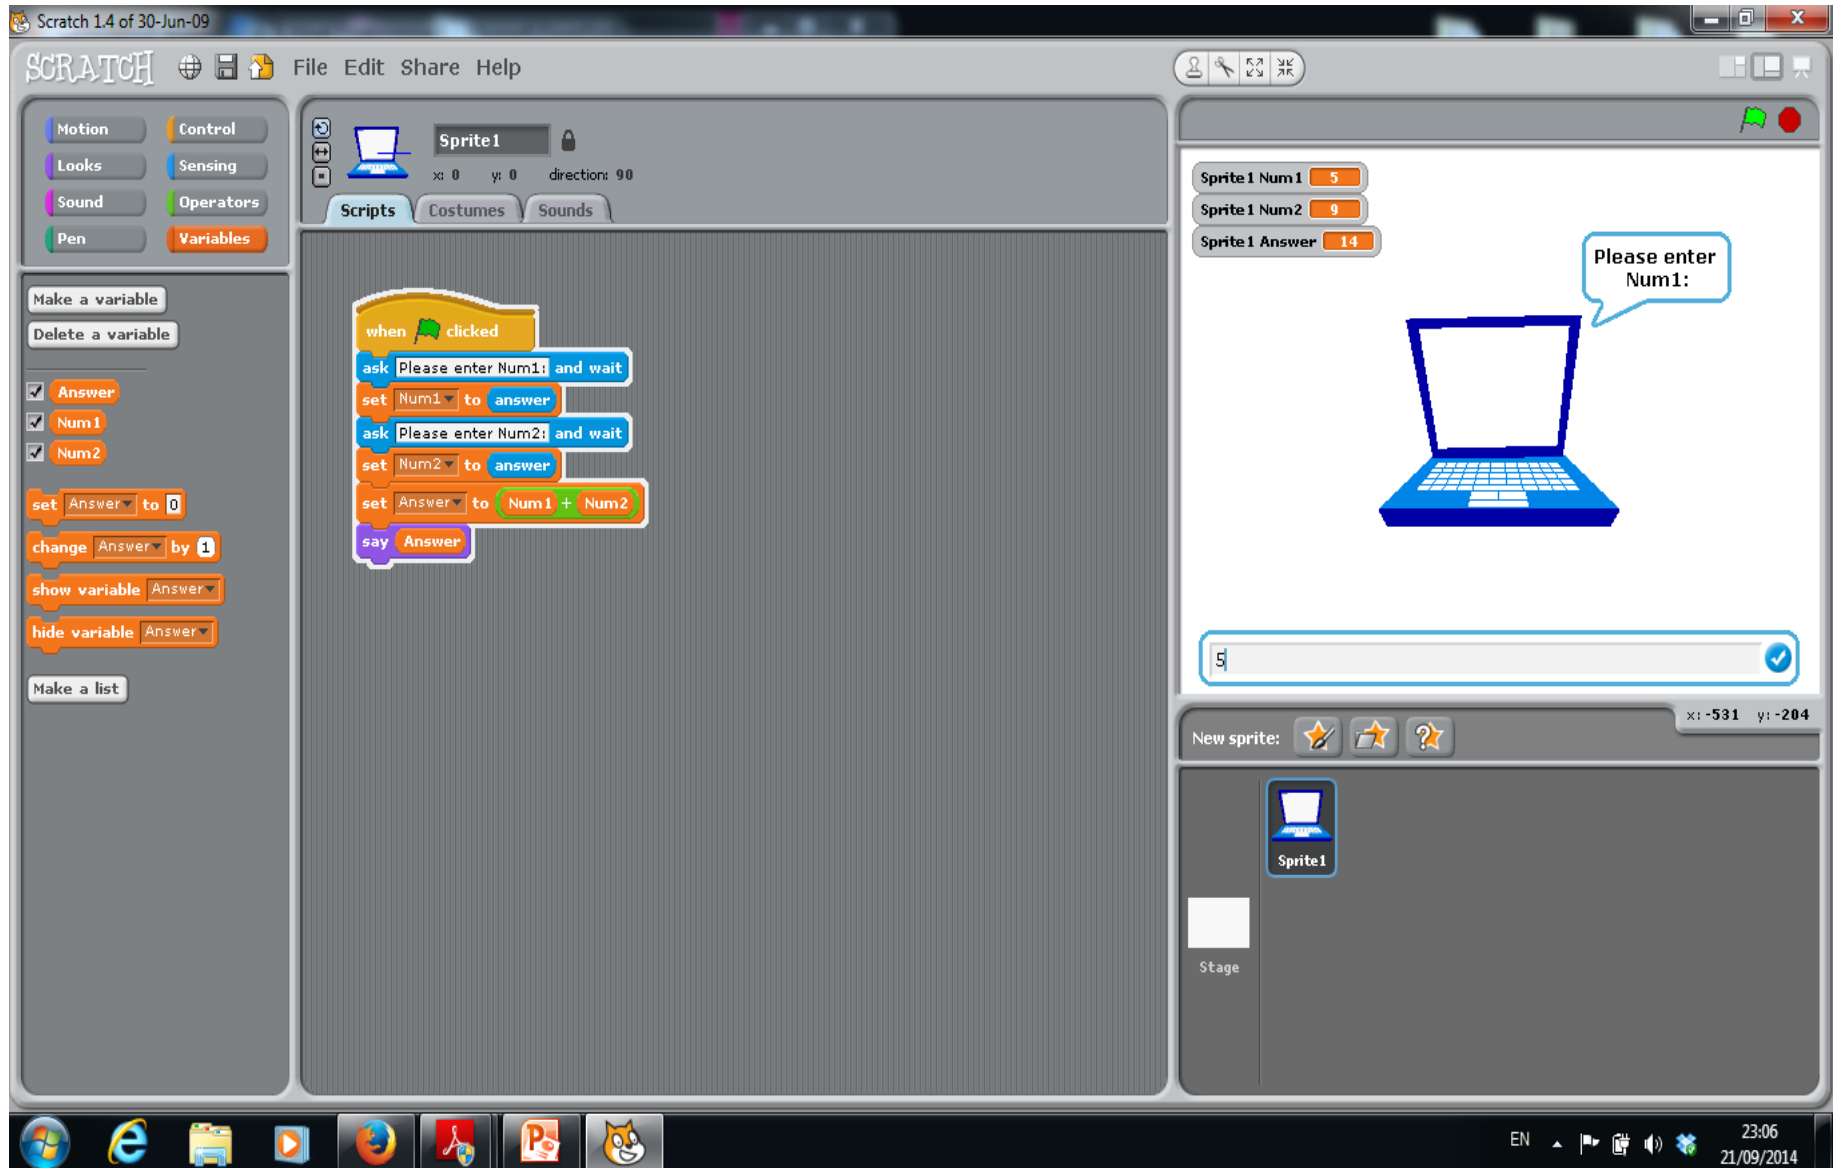 Scratch 1.4 of 30-Jun-09
SCRATCH File Edit Share Help
Motion Control
Looks Sensing
Sound Operators
Pen Variables
Make a variable
Delete a variable
Answer
Num1
Num2
set Answer to 0
change Answer by 1
show variable Answer
hide variable Answer
Make a list
Sprite1
x: 0 y: 0 direction: 90
Scripts Costumes Sounds
when clicked
ask Please enter Num1: and wait
set Num1 to answer
ask Please enter Num2: and wait
set Num2 to answer
set Answer to Num1 + Num2
say Answer
Sprite1 Num1 5
Sprite1 Num2 9
Sprite1 Answer 14
Please enter
Num1:
5
x: -531 y: -204
New sprite:
Sprite1
Stage
EN
23:06
21/09/2014